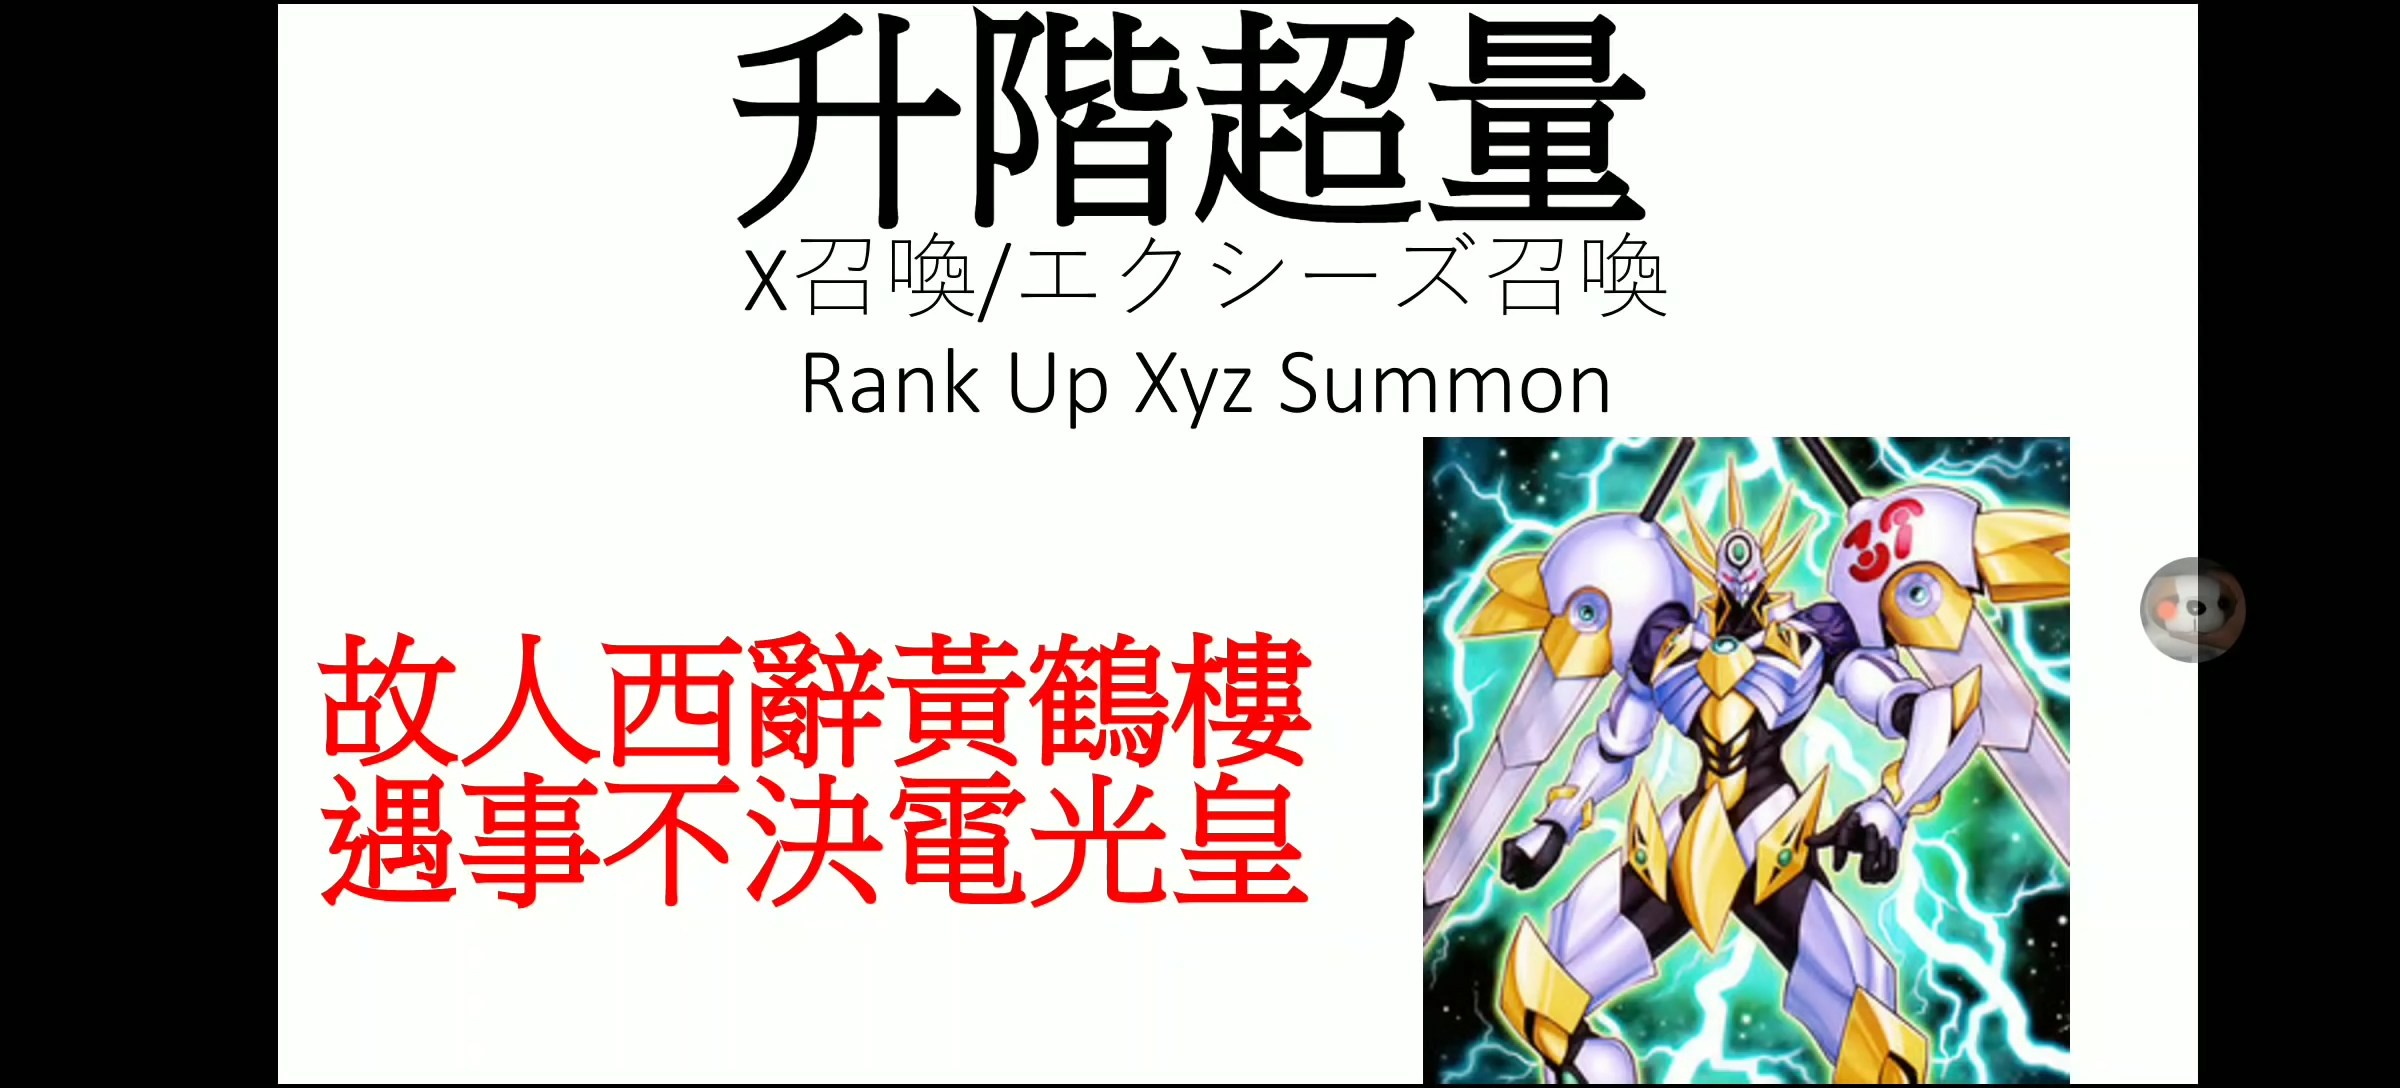 升階超量
X召喚/エクシーズ召喚
Rank Up Xyz Summon
故人西辭黃鶴樓
遇事不決電光皇